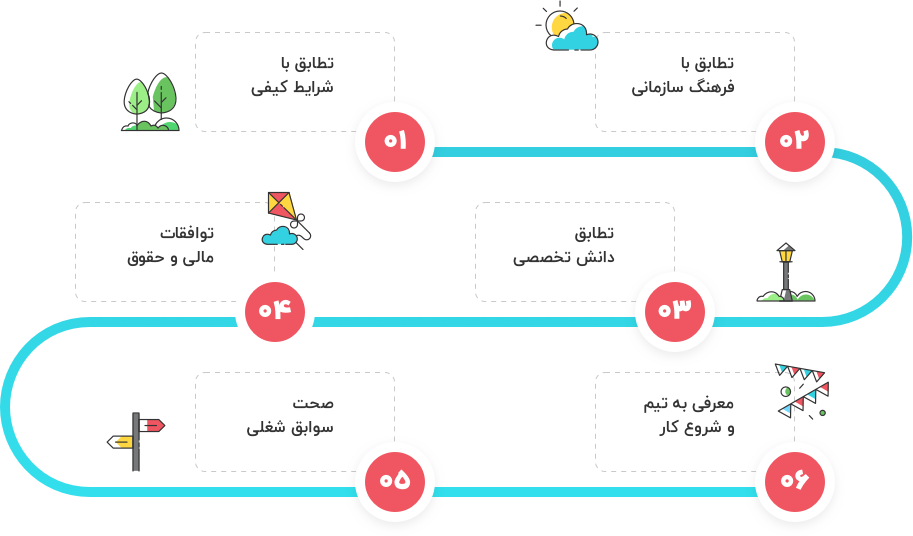 تطابق با
شرایط کیفی
۰۱
تطابق با
فرهنگ سازمانی
۰۲
تطابق
دانش تخصصی
۰۳
توافقات
مالی و حقوق
۰۴
صحت
سوابق شغلی
۰۵
معرفی به تیم
و شروع کار
۰۶